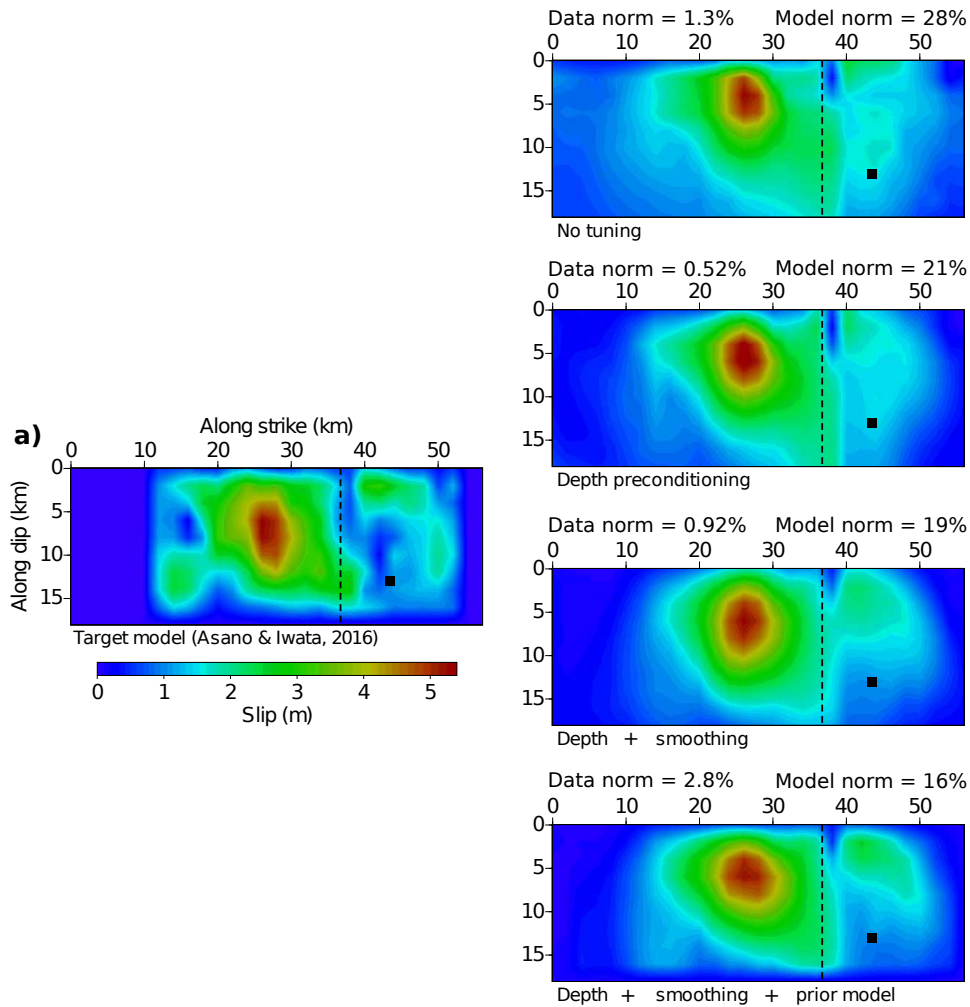 Data norm = 1.3% Model norm = 28%
0 10 20 30 40 50
0
5
10
15
No tuning
Data norm = 0.52% Model norm = 21%
0 10 20 30 40 50
0
5
10
15
Depth preconditioning
a)
Along strike (km)
0 10 20 30 40 50
Along dip (km)
0
5
10
15
Target model (Asano & Iwata, 2016)
0 1 2 3 4 5
Slip (m)
Data norm = 0.92% Model norm = 19%
0 10 20 30 40 50
0
5
10
15
Depth + smoothing
Data norm = 2.8% Model norm = 16%
0 10 20 30 40 50
0
5
10
15
Depth + smoothing + prior model